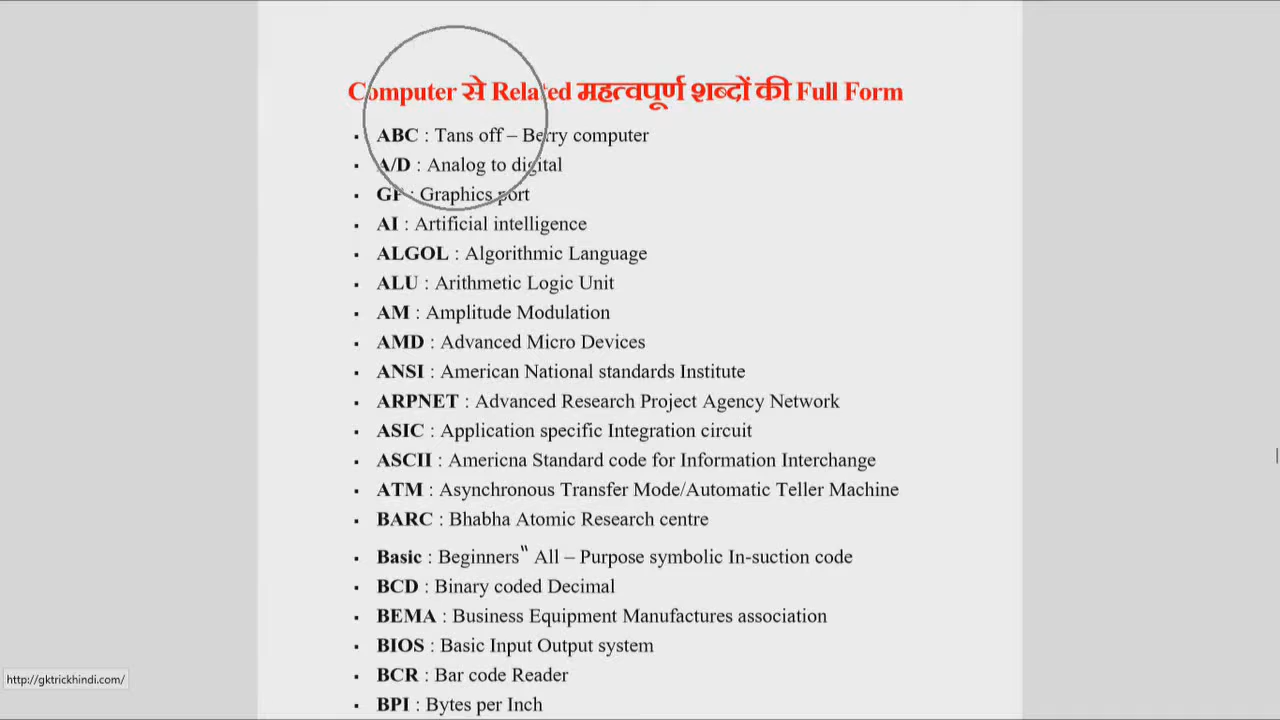 Computer से Related महत्वपूर्ण शब्दों की Full Form
▪ ABC : Tans off – Berry computer
▪ A/D : Analog to digital
▪ GP : Graphics port
▪ AI : Artificial intelligence
▪ ALGOL : Algorithmic Language
▪ ALU : Arithmetic Logic Unit
▪ AM : Amplitude Modulation
▪ AMD : Advanced Micro Devices
▪ ANSI : American National standards Institute
▪ ARPNET : Advanced Research Project Agency Network
▪ ASIC : Application specific Integration circuit
▪ ASCII : Americna Standard code for Information Interchange
▪ ATM : Asynchronous Transfer Mode/Automatic Teller Machine
▪ BARC : Bhabha Atomic Research centre
▪ Basic : Beginners‟ All – Purpose symbolic In-suction code
▪ BCD : Binary coded Decimal
▪ BEMA : Business Equipment Manufactures association
▪ BIOS : Basic Input Output system
▪ BCR : Bar code Reader
▪ BPI : Bytes per Inch
http://gktrickhindi.com/